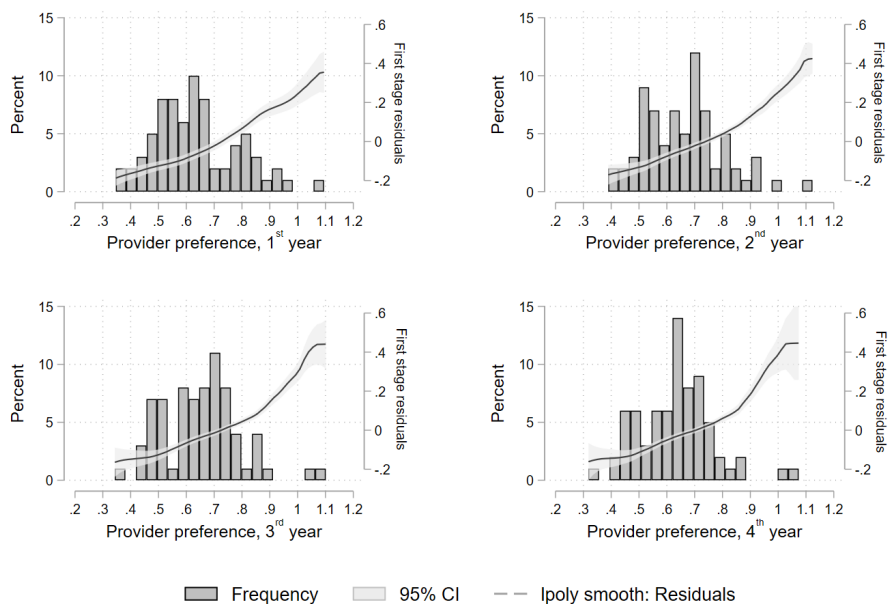 15
10
5
0
Percent
.6
.4
.2
0
-.2
First stage residuals
.2 .3 .4 .5 .6 .7 .8 .9 1 1.1 1.2
Provider preference, 1st year
15
10
5
0
Percent
.6
.4
.2
0
-.2
First stage residuals
.2 .3 .4 .5 .6 .7 .8 .9 1 1.1 1.2
Provider preference, 2nd year
15
10
5
0
Percent
.6
.4
.2
0
-.2
First stage residuals
.2 .3 .4 .5 .6 .7 .8 .9 1 1.1 1.2
Provider preference, 3rd year
15
10
5
0
Percent
.6
.4
.2
0
-.2
First stage residuals
.2 .3 .4 .5 .6 .7 .8 .9 1 1.1 1.2
Provider preference, 4th year
Frequency 95% CI lpoly smooth: Residuals